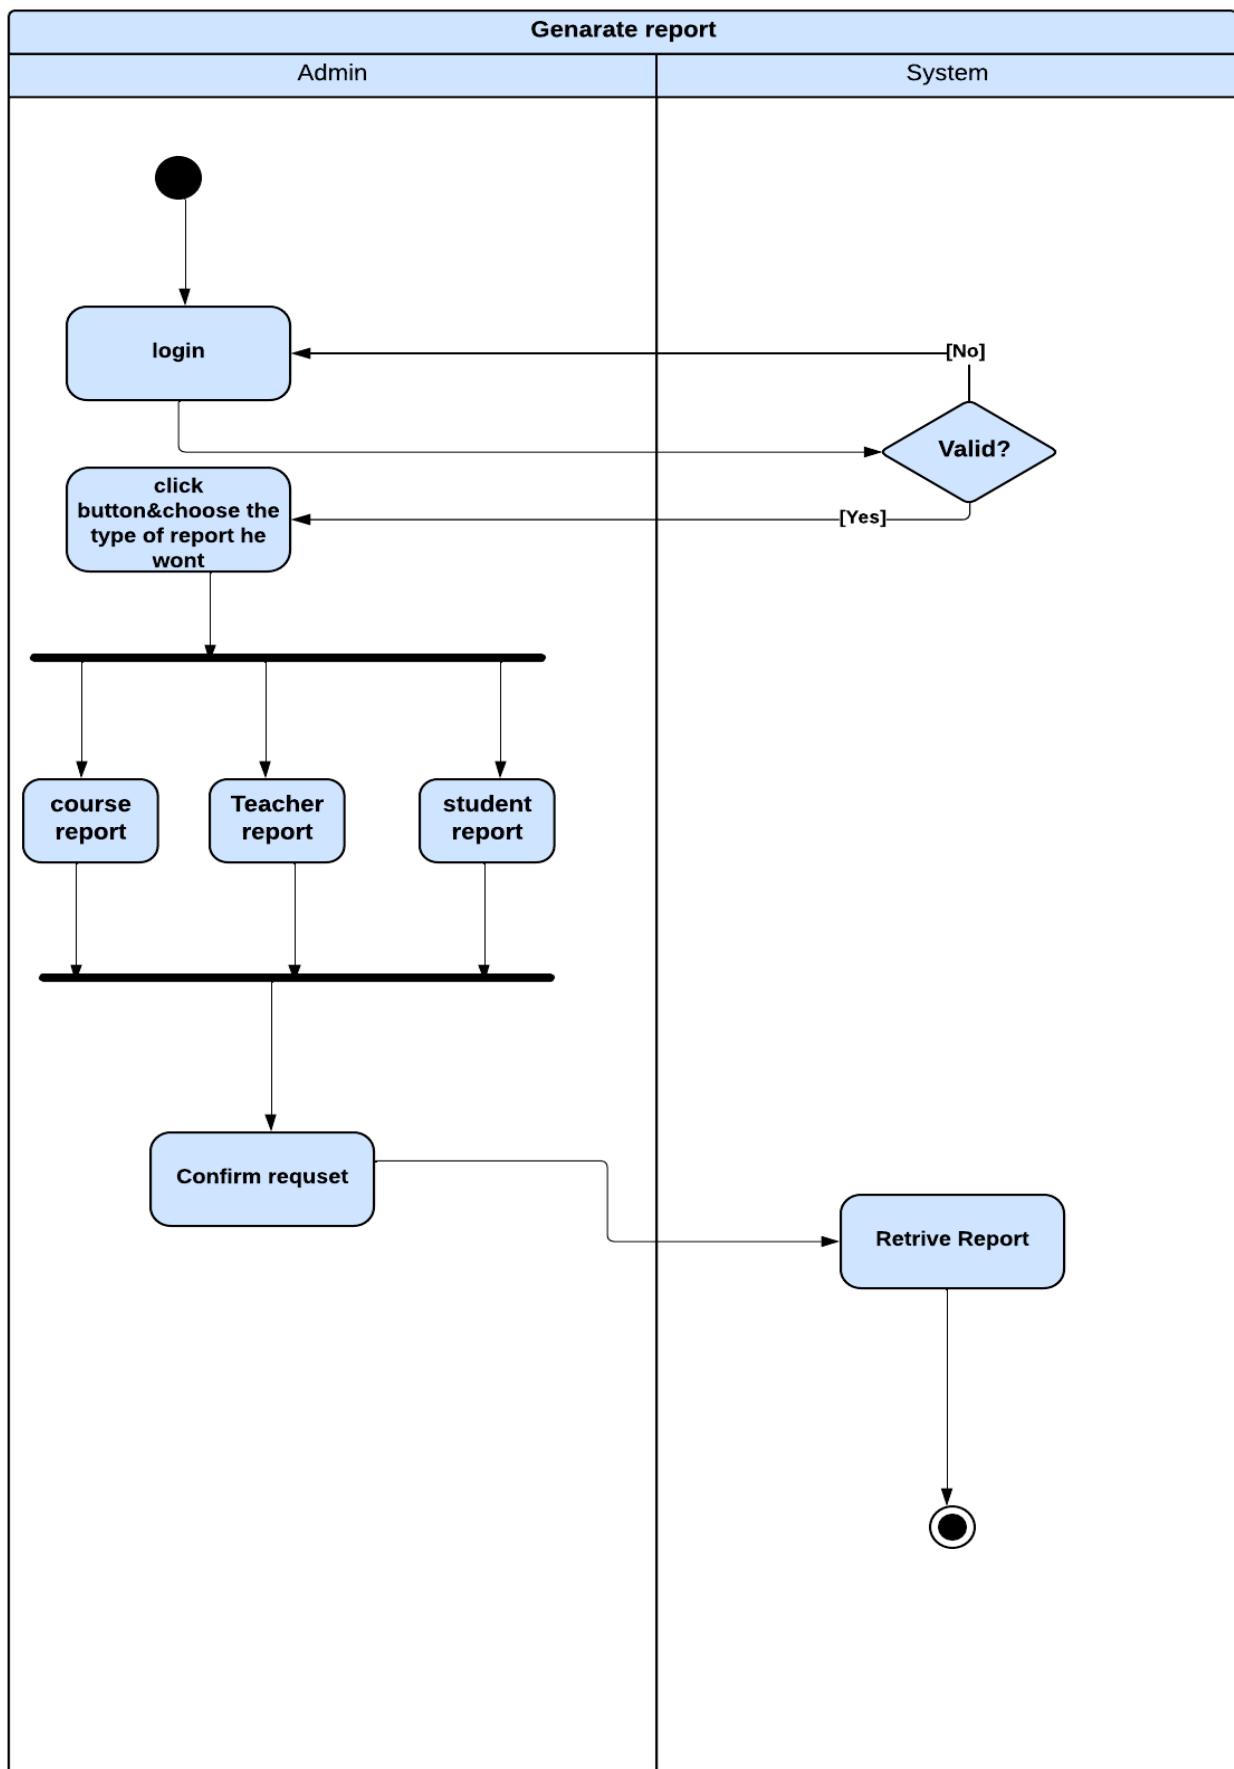 Genarate report
Admin
System
login
[No]
Valid?
click
button&choose the
type of report he
wont
[Yes]
course
report
Teacher
report
student
report
Confirm requset
Retrive Report